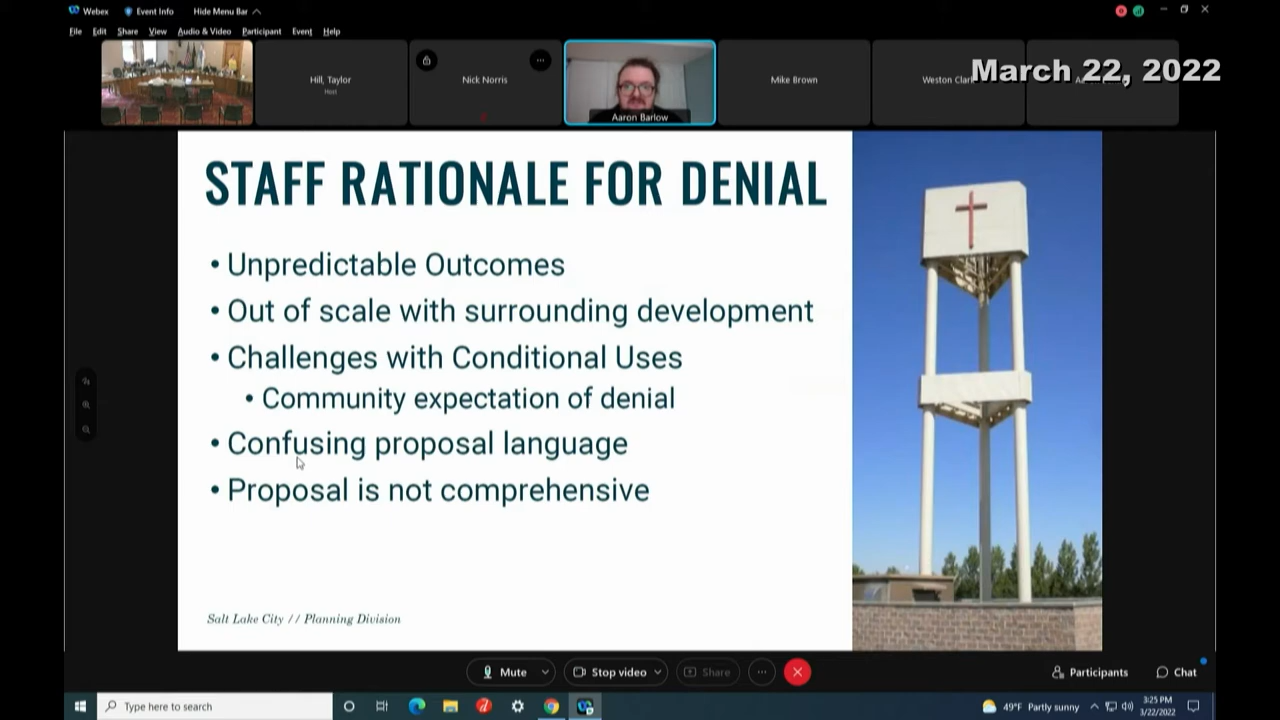 Webex
Event Info
Hide Menu Bar
File
Edit
Share
View
Audio & Video
Participant
Event
Help
Hill, Taylor
Host
Nick Norris
Aaron Barlow
Mike Brown
Weston Clark
March 22, 2022
STAFF RATIONALE FOR DENIAL
• Unpredictable Outcomes
• Out of scale with surrounding development
• Challenges with Conditional Uses
• Community expectation of denial
• Confusing proposal language
• Proposal is not comprehensive
Salt Lake City // Planning Division
Mute
Stop video
Share
Participants
Chat
Type here to search
49°F Partly sunny
3:25 PM
3/22/2022